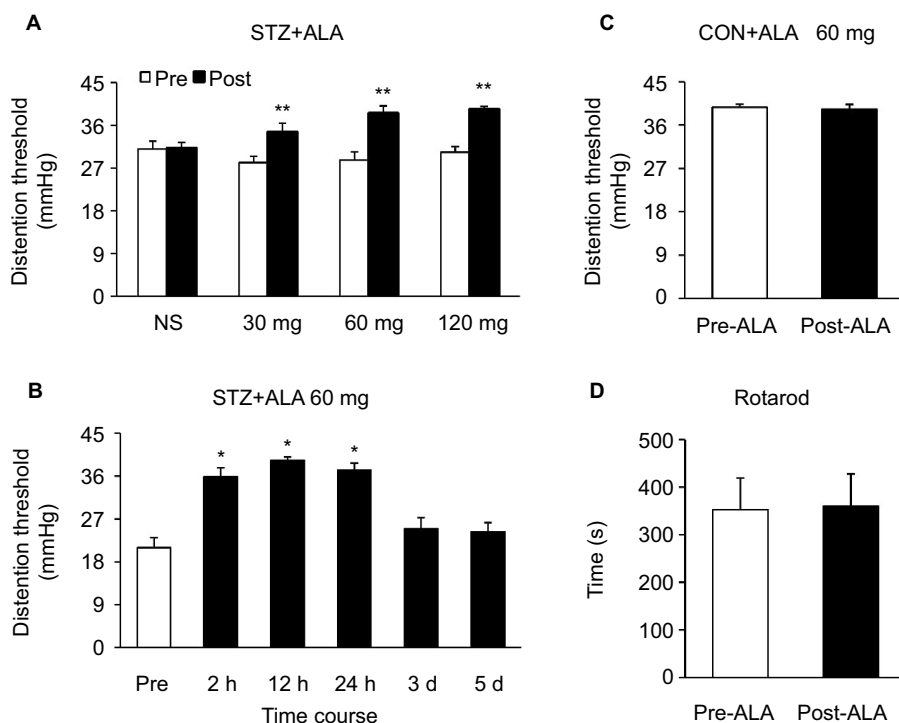 A
STZ+ALA
Pre Post
** ** **
Distention threshold
(mmHg)
45
36
27
18
9
0
NS 30 mg 60 mg 120 mg
C
CON+ALA 60 mg
Distention threshold
(mmHg)
45
36
27
18
9
0
Pre-ALA Post-ALA
B
STZ+ALA 60 mg
* * *
Distention threshold
(mmHg)
45
36
27
18
9
0
Pre 2 h 12 h 24 h 3 d 5 d
Time course
D
Rotarod
Time (s)
500
400
300
200
100
0
Pre-ALA Post-ALA